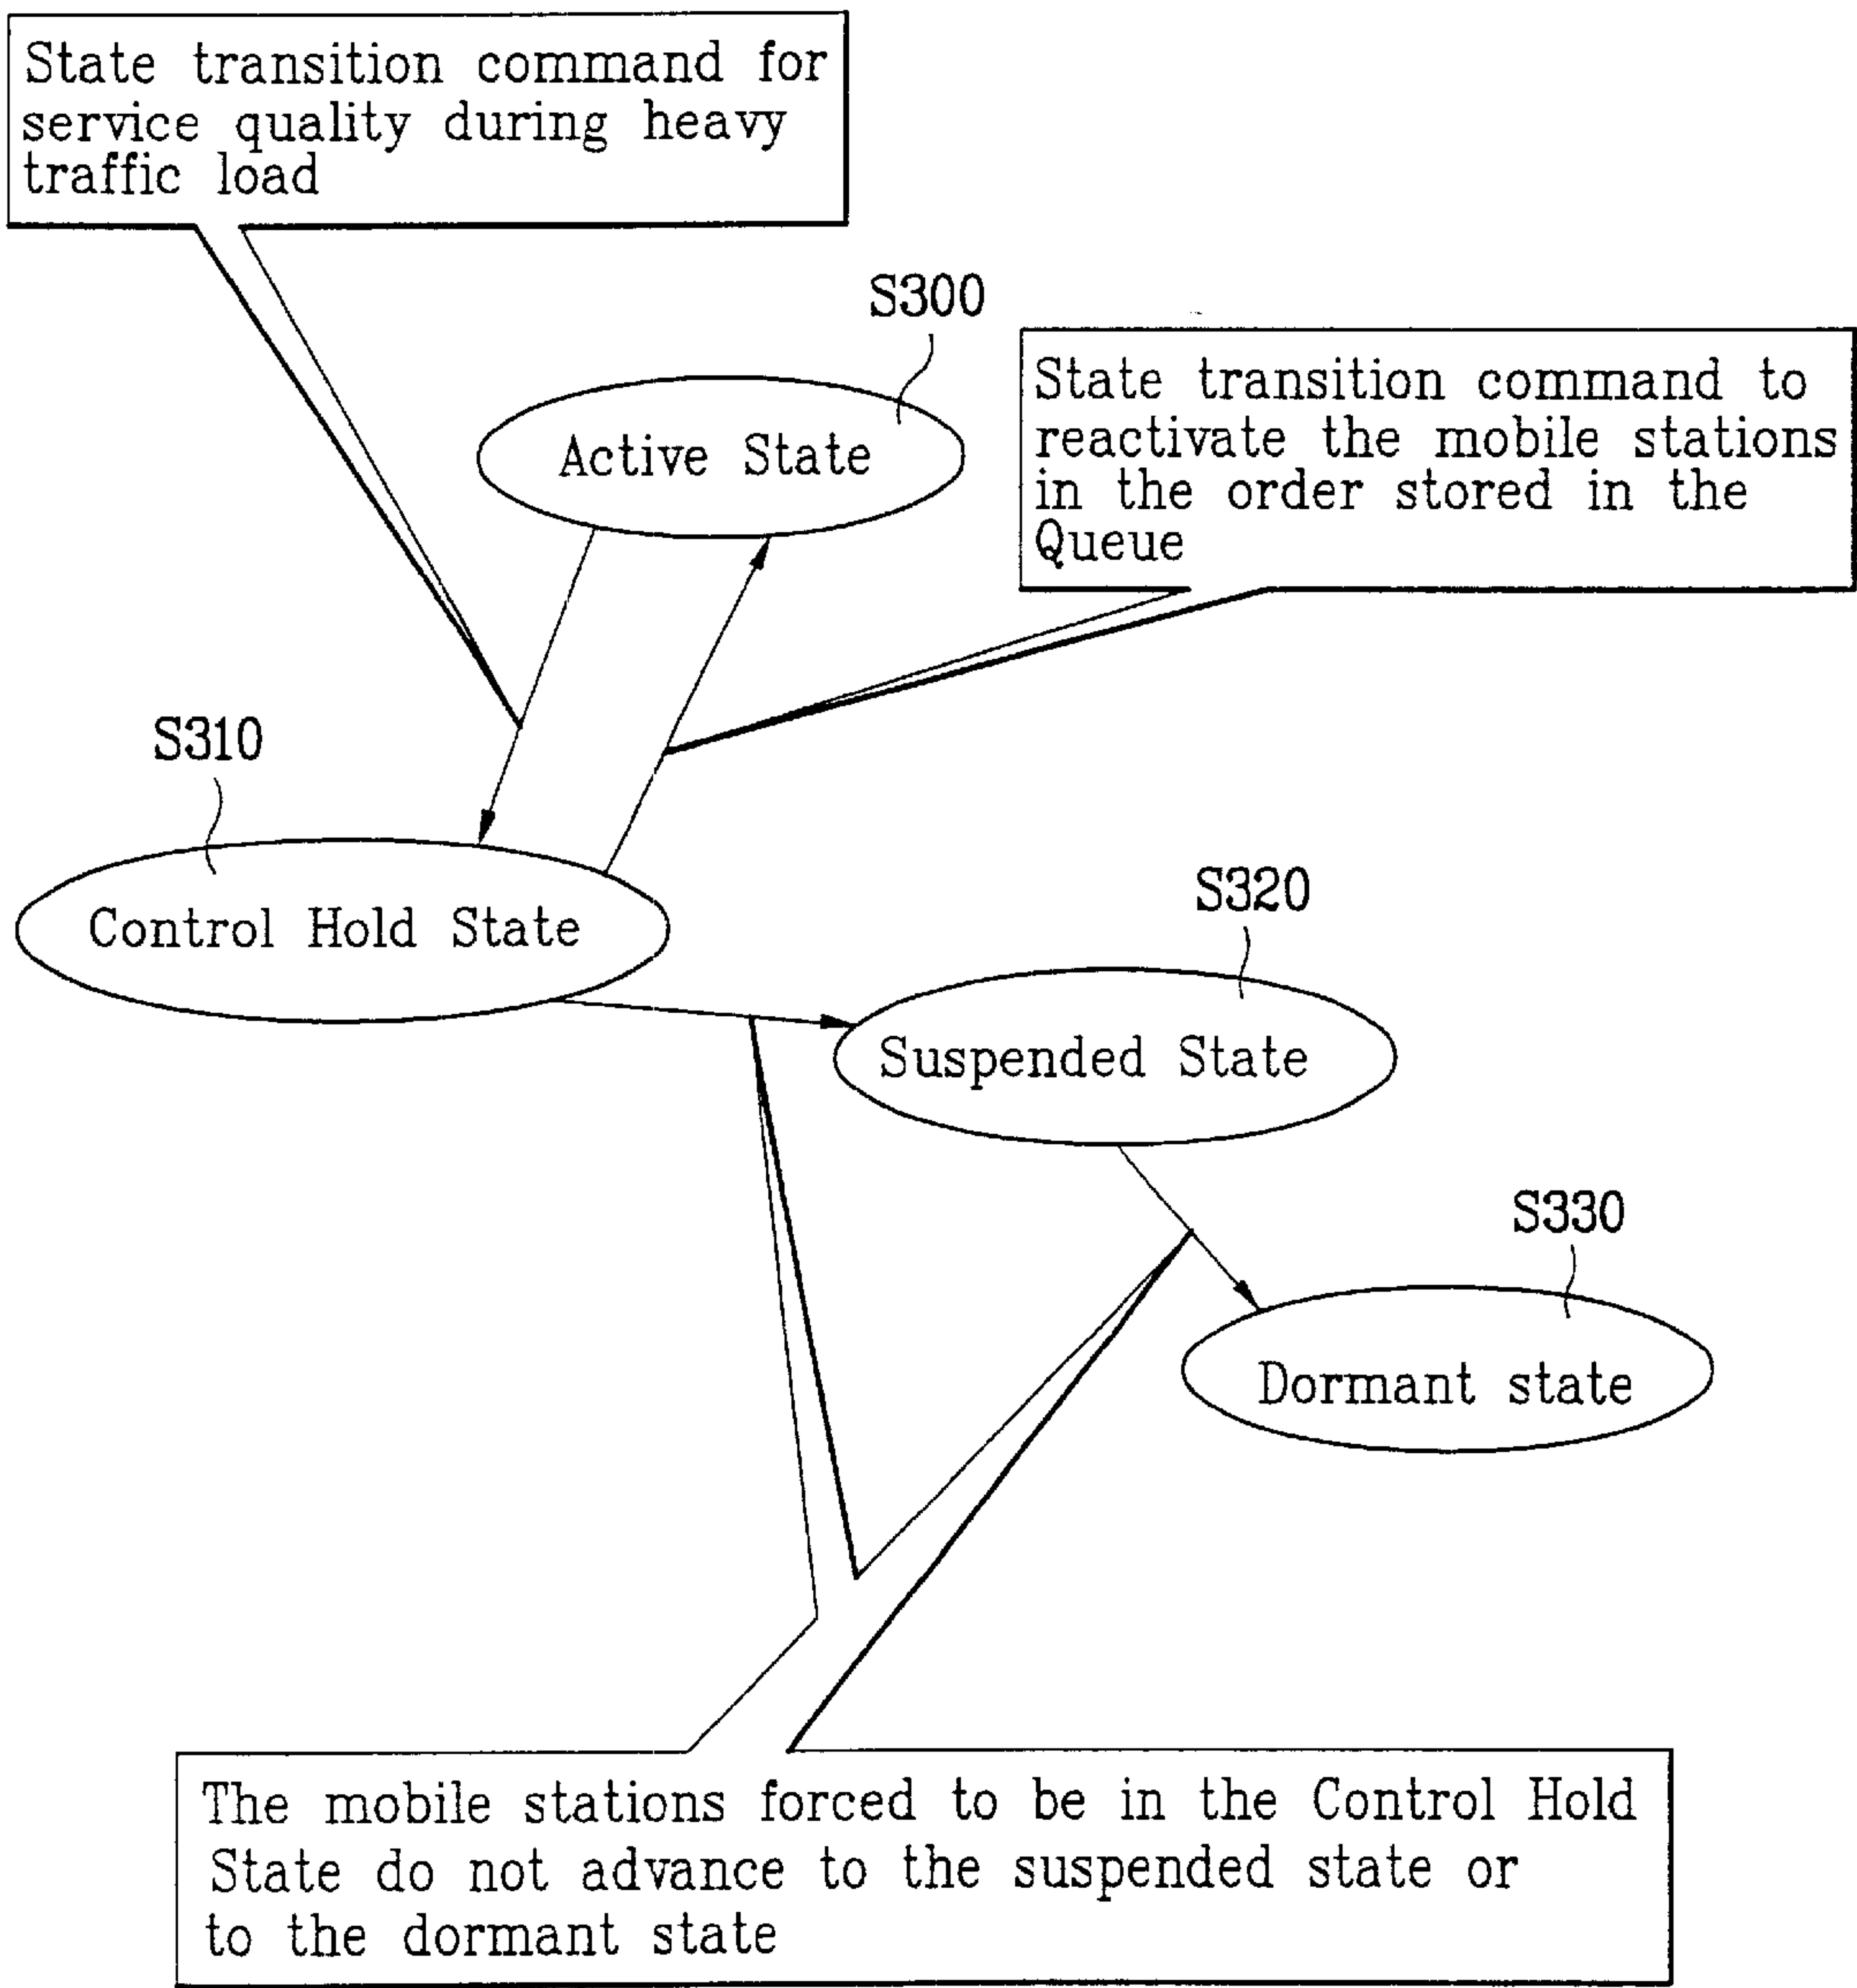 State transition command for
service quality during heavy
traffic load
S300
Active State
State transition command to
reactivate the mobile stations
in the order stored in the
Queue
S310
Control Hold State
S320
Suspended State
S330
Dormant state
The mobile stations forced to be in the Control Hold
State do not advance to the suspended state or
to the dormant state